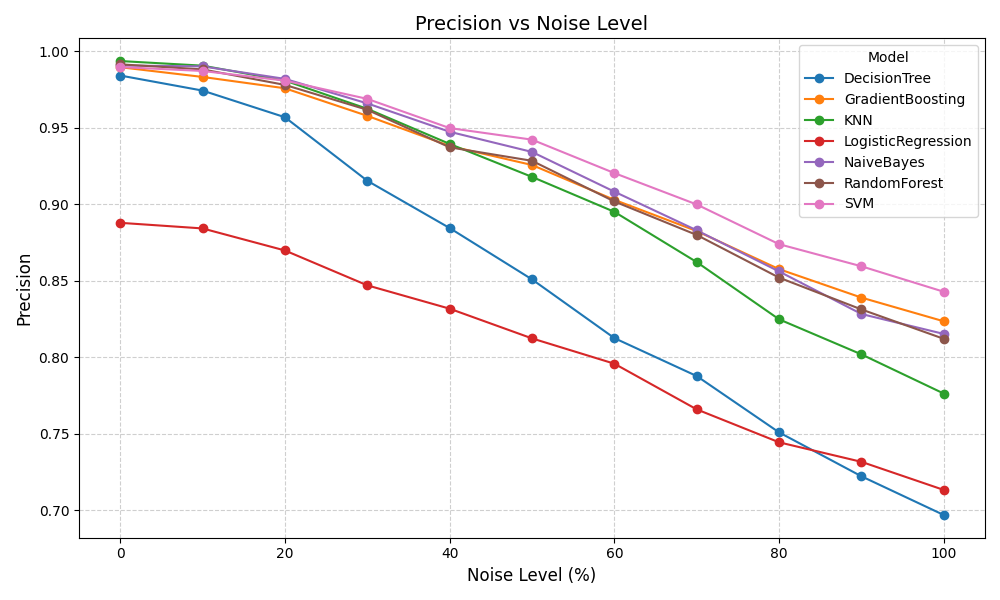 Precision vs Noise Level
Precision
1.00
0.95
0.90
0.85
0.80
0.75
0.70
Model
DecisionTree
GradientBoosting
KNN
LogisticRegression
NaiveBayes
RandomForest
SVM
0 20 40 60 80 100
Noise Level (%)